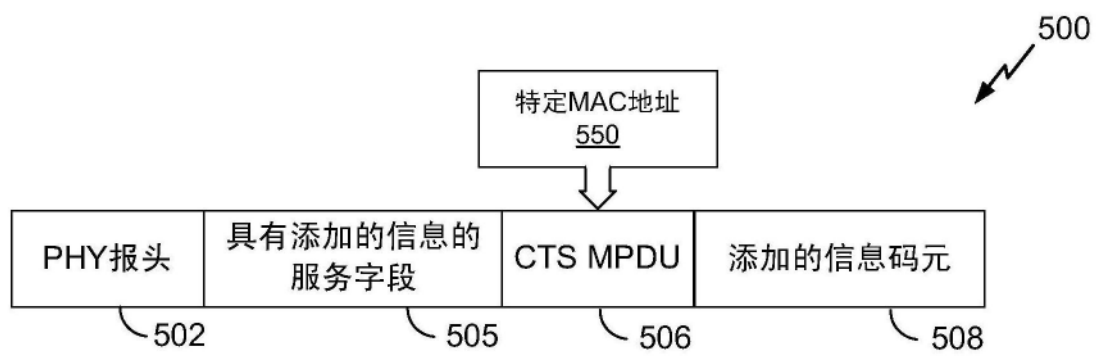 500
特定MAC地址
550
PHY报头
具有添加的信息的
服务字段
CTS MPDU
添加的信息码元
502
505
506
508